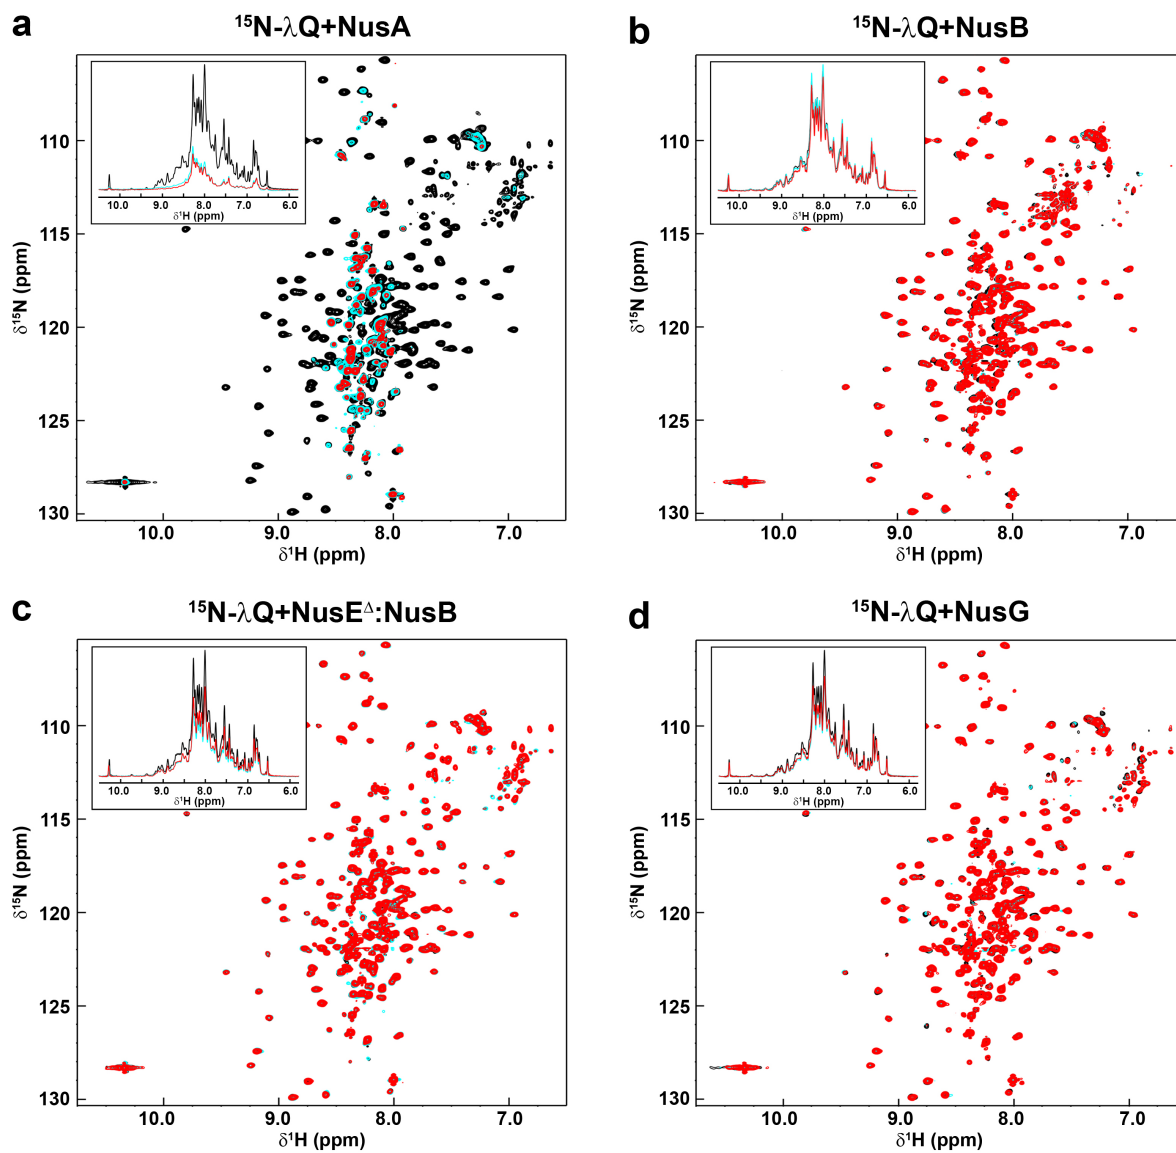 a
¹⁵N-λQ+NusA
10.0 9.0 8.0 7.0 6.0
δ¹H (ppm)
110
115
120
125
130
δ¹⁵N (ppm)
10.0 9.0 8.0 7.0
δ¹H (ppm)
b
¹⁵N-λQ+NusB
10.0 9.0 8.0 7.0 6.0
δ¹H (ppm)
110
115
120
125
130
δ¹⁵N (ppm)
10.0 9.0 8.0 7.0
δ¹H (ppm)
c
¹⁵N-λQ+NusE^Δ:NusB
10.0 9.0 8.0 7.0 6.0
δ¹H (ppm)
110
115
120
125
130
δ¹⁵N (ppm)
10.0 9.0 8.0 7.0
δ¹H (ppm)
d
¹⁵N-λQ+NusG
10.0 9.0 8.0 7.0 6.0
δ¹H (ppm)
110
115
120
125
130
δ¹⁵N (ppm)
10.0 9.0 8.0 7.0
δ¹H (ppm)